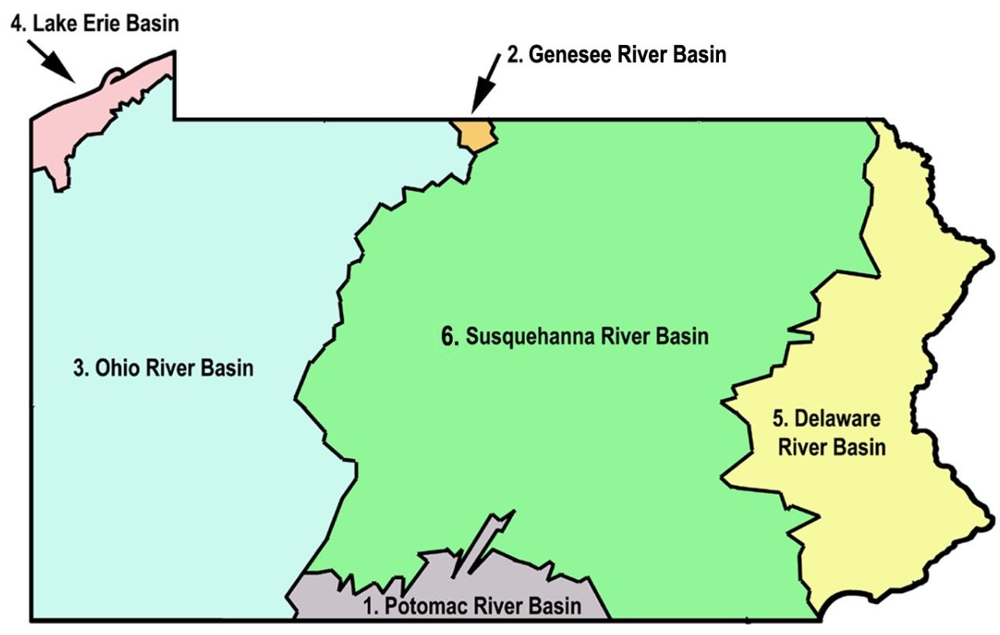 4. Lake Erie Basin
2. Genesee River Basin
6. Susquehanna River Basin
3. Ohio River Basin
5. Delaware
River Basin
1. Potomac River Basin